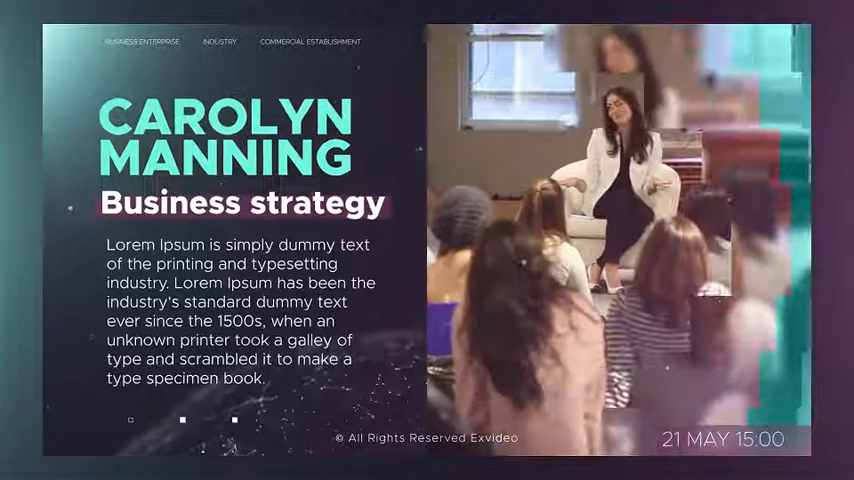 BUSINESS ENTERPRISE INDUSTRY COMMERCIAL ESTABLISHMENT
CAROLYN
MANNING
Business strategy
Lorem Ipsum is simply dummy text
of the printing and typesetting
industry. Lorem Ipsum has been the
industry's standard dummy text
ever since the 1500s, when an
unknown printer took a galley of
type and scrambled it to make a
type specimen book.
© All Rights Reserved Exvideo
21 MAY 15:00